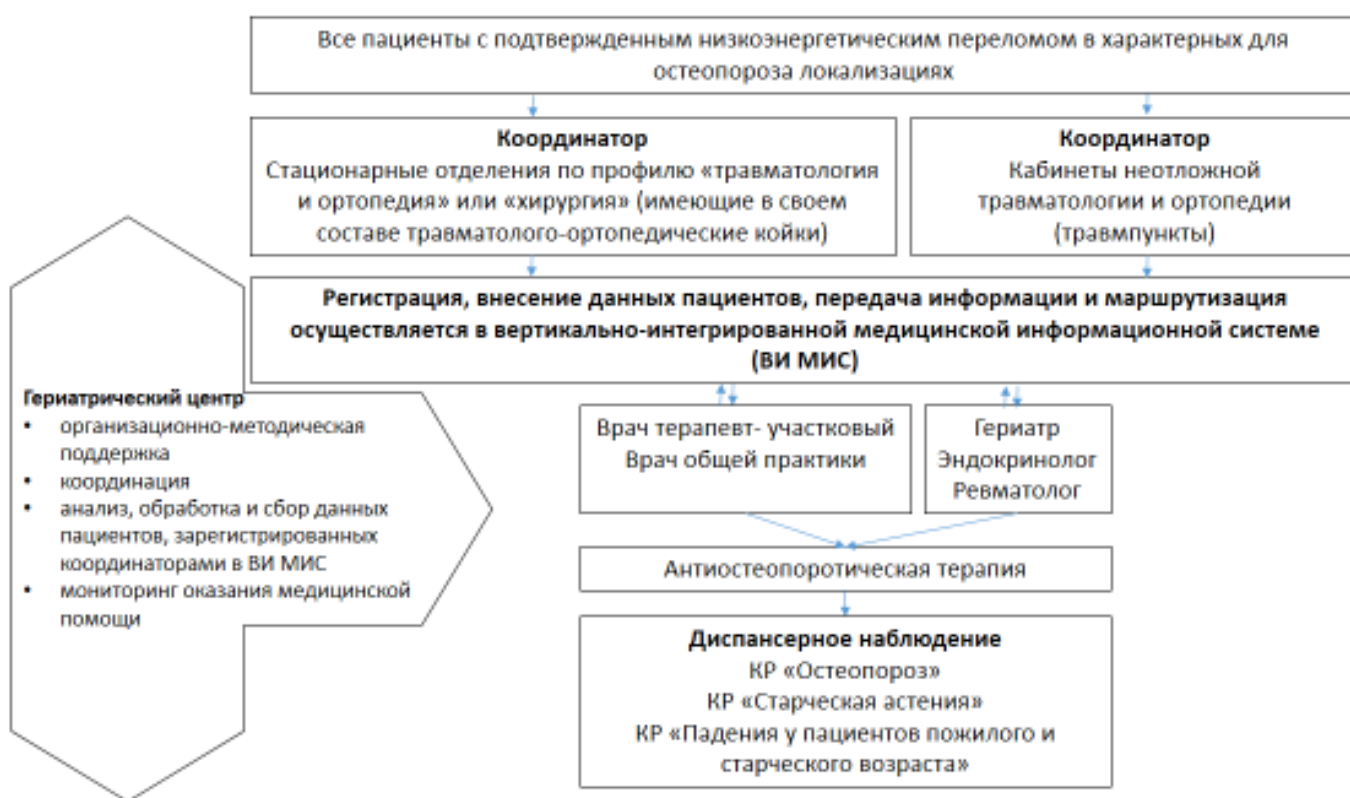 Все пациенты с подтвержденным низкоэнергетическим переломом в характерных для
остеопороза локализациях
Координатор
Стационарные отделения по профилю «травматология
и ортопедия» или «хирургия» (имеющие в своем
составе травматолого-ортопедические койки)
Координатор
Кабинеты неотложной
травматологии и ортопедии
(травмпункты)
Регистрация, внесение данных пациентов, передача информации и маршрутизация
осуществляется в вертикально-интегрированной медицинской информационной системе
(ВИ МИС)
Гериатрический центр
• организационно-методическая
поддержка
• координация
• анализ, обработка и сбор данных
пациентов, зарегистрированных
координаторами в ВИ МИС
• мониторинг оказания медицинской
помощи
Врач терапевт- участковый
Врач общей практики
Гериатр
Эндокринолог
Ревматолог
Антиостеопоротическая терапия
Диспансерное наблюдение
КР «Остеопороз»
КР «Старческая астения»
КР «Падения у пациентов пожилого и
старческого возраста»